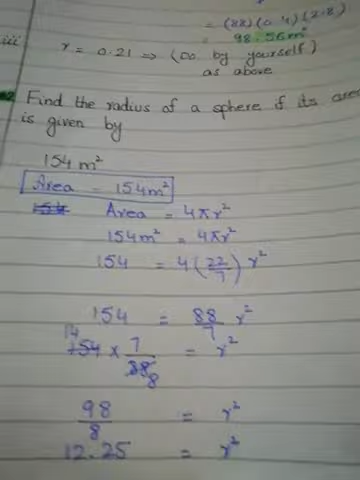 = (88)(0.4)(2.8)
= 98.56m²
iii r = 0.21 ⇒ (Do by yourself)
as above
Find the radius of a sphere if its area
is given by
154 m²
Area = 154m²
Area = 4πr²
154m² = 4πr²
154 = 4(22/7) r²
154 = 88/7 r²
14
154 × 7/88 = r²
8
98/8 = r²
12.25 = r²